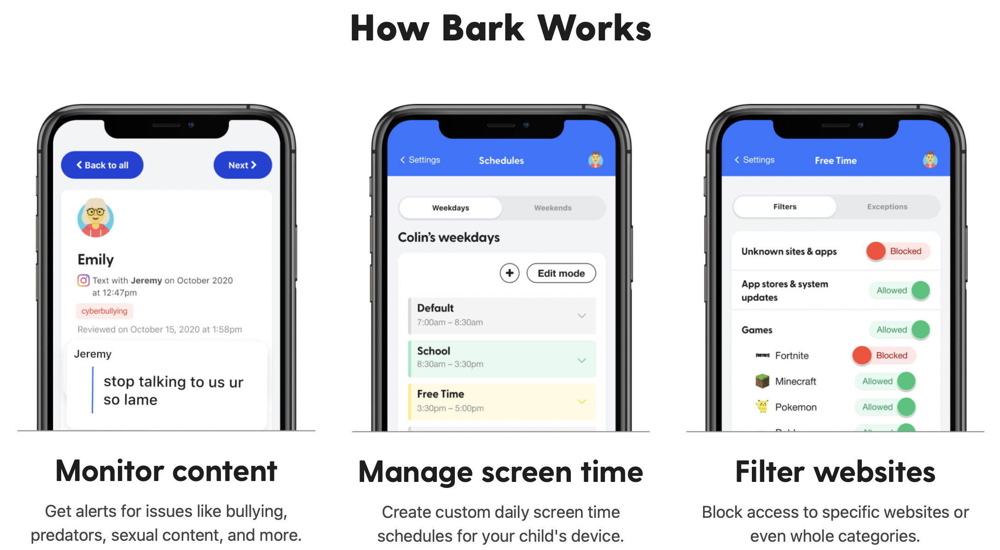 How Bark Works
Back to all
Next
Emily
Text with Jeremy on October 2020
at 12:47pm
cyberbullying
Reviewed on October 15, 2020 at 1:58pm
Jeremy
stop talking to us ur
so lame
Monitor content
Get alerts for issues like bullying,
predators, sexual content, and more.
Settings
Schedules
Weekdays
Weekends
Colin's weekdays
+
Edit mode
Default
7:00am – 8:30am
School
8:30am – 3:30pm
Free Time
3:30pm – 5:00pm
Manage screen time
Create custom daily screen time
schedules for your child's device.
Settings
Free Time
Filters
Exceptions
Unknown sites & apps
Blocked
App stores & system
updates
Allowed
Games
Allowed
FORTNITE
Fortnite
Blocked
Minecraft
Allowed
Pokemon
Allowed
Filter websites
Block access to specific websites or
even whole categories.